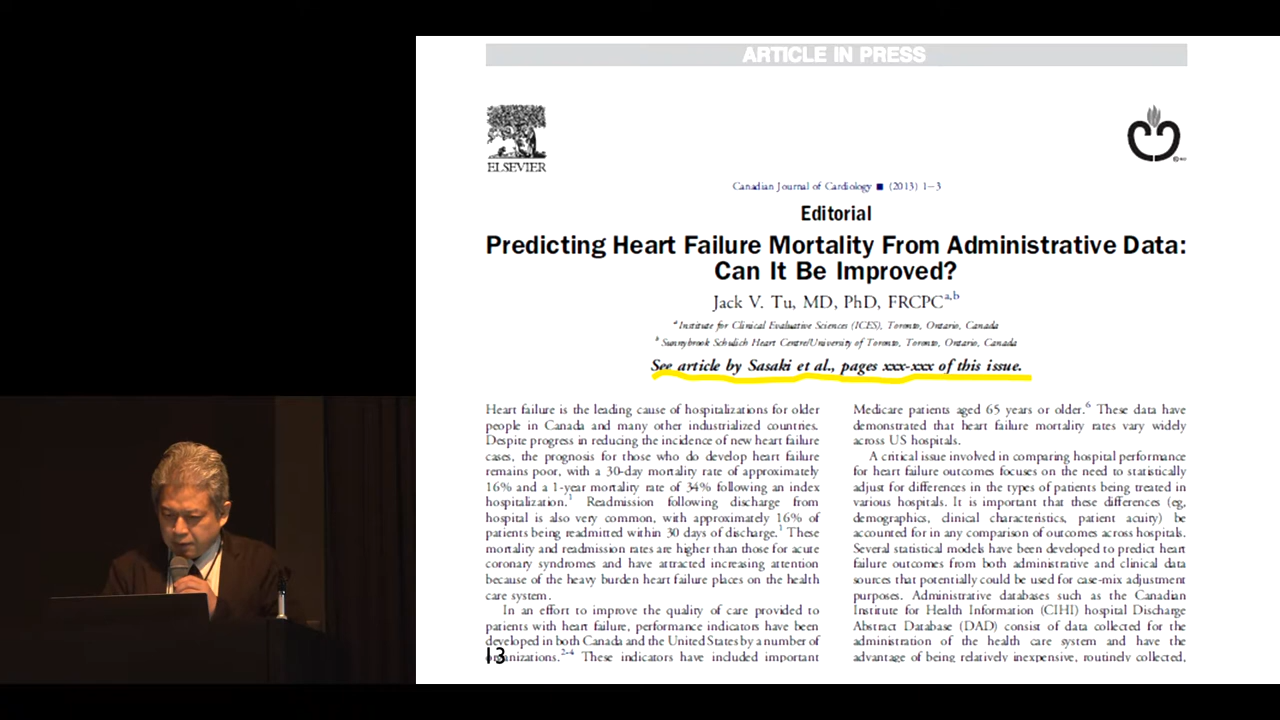 ARTICLE IN PRESS
ELSEVIER
Canadian Journal of Cardiology ■ (2013) 1–3
Editorial
Predicting Heart Failure Mortality From Administrative Data:
Can It Be Improved?
Jack V. Tu, MD, PhD, FRCPCa,b
a Institute for Clinical Evaluative Sciences (ICES), Toronto, Ontario, Canada
b Sunnybrook Schulich Heart Centre/University of Toronto, Toronto, Ontario, Canada
See article by Sasaki et al., pages xxx-xxx of this issue.
Heart failure is the leading cause of hospitalizations for older
people in Canada and many other industrialized countries.
Despite progress in reducing the incidence of new heart failure
cases, the prognosis for those who do develop heart failure
remains poor, with a 30-day mortality rate of approximately
16% and a 1-year mortality rate of 34% following an index
hospitalization.1 Readmission following discharge from
hospital is also very common, with approximately 16% of
patients being readmitted within 30 days of discharge.1 These
mortality and readmission rates are higher than those for acute
coronary syndromes and have attracted increasing attention
because of the heavy burden heart failure places on the health
care system.
In an effort to improve the quality of care provided to
patients with heart failure, performance indicators have been
developed in both Canada and the United States by a number of
organizations.2-4 These indicators have included important
Medicare patients aged 65 years or older.6 These data have
demonstrated that heart failure mortality rates vary widely
across US hospitals.
A critical issue involved in comparing hospital performance
for heart failure outcomes focuses on the need to statistically
adjust for differences in the types of patients being treated in
various hospitals. It is important that these differences (eg,
demographics, clinical characteristics, patient acuity) be
accounted for in any comparison of outcomes across hospitals.
Several statistical models have been developed to predict heart
failure outcomes from both administrative and clinical data
sources that potentially could be used for case-mix adjustment
purposes. Administrative databases such as the Canadian
Institute for Health Information (CIHI) hospital Discharge
Abstract Database (DAD) consist of data collected for the
administration of the health care system and have the
advantage of being relatively inexpensive, routinely collected,
13